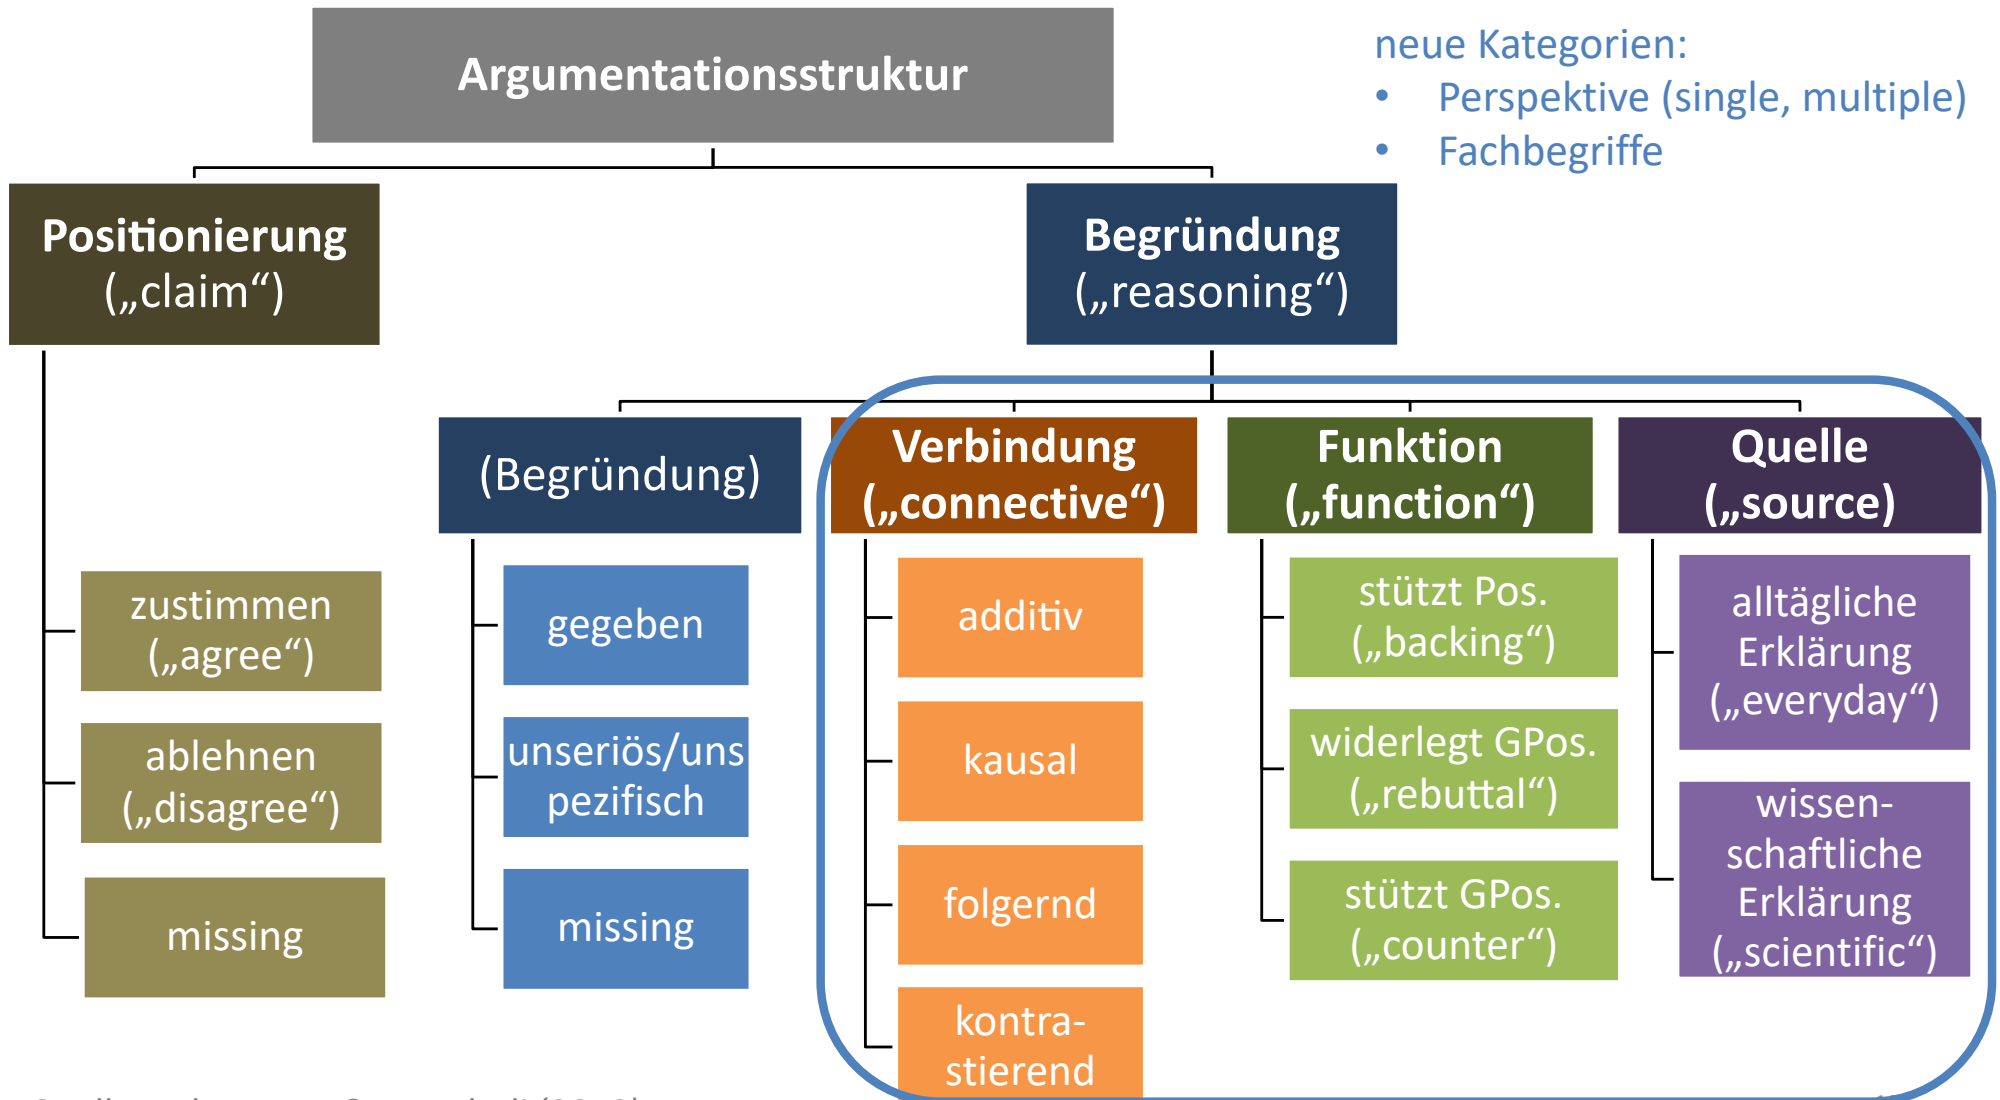 Argumentationsstruktur
neue Kategorien:
• Perspektive (single, multiple)
• Fachbegriffe
Positionierung
(„claim“)
Begründung
(„reasoning“)
(Begründung)
Verbindung
(„connective“)
Funktion
(„function“)
Quelle
(„source)
zustimmen
(„agree“)
ablehnen
(„disagree“)
missing
gegeben
unseriös/uns
pezifisch
missing
additiv
kausal
folgernd
kontra-
stierend
stützt Pos.
(„backing“)
widerlegt GPos.
(„rebuttal“)
stützt GPos.
(„counter“)
alltägliche
Erklärung
(„everyday“)
wissen-
schaftliche
Erklärung
(„scientific“)